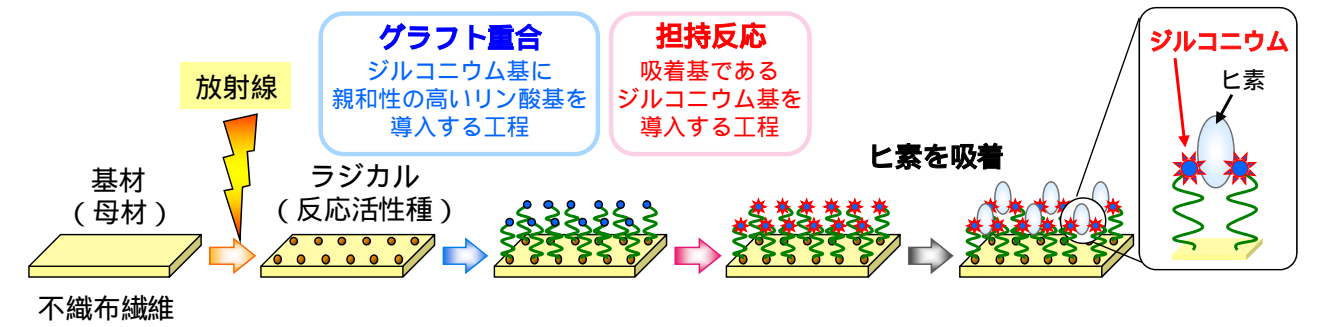 基材
（母材）
不織布繊維
放射線
ラジカル
（反応活性種）
グラフト重合
ジルコニウム基に
親和性の高いリン酸基を
導入する工程
担持反応
吸着基である
ジルコニウム基を
導入する工程
ヒ素を吸着
ジルコニウム
ヒ素